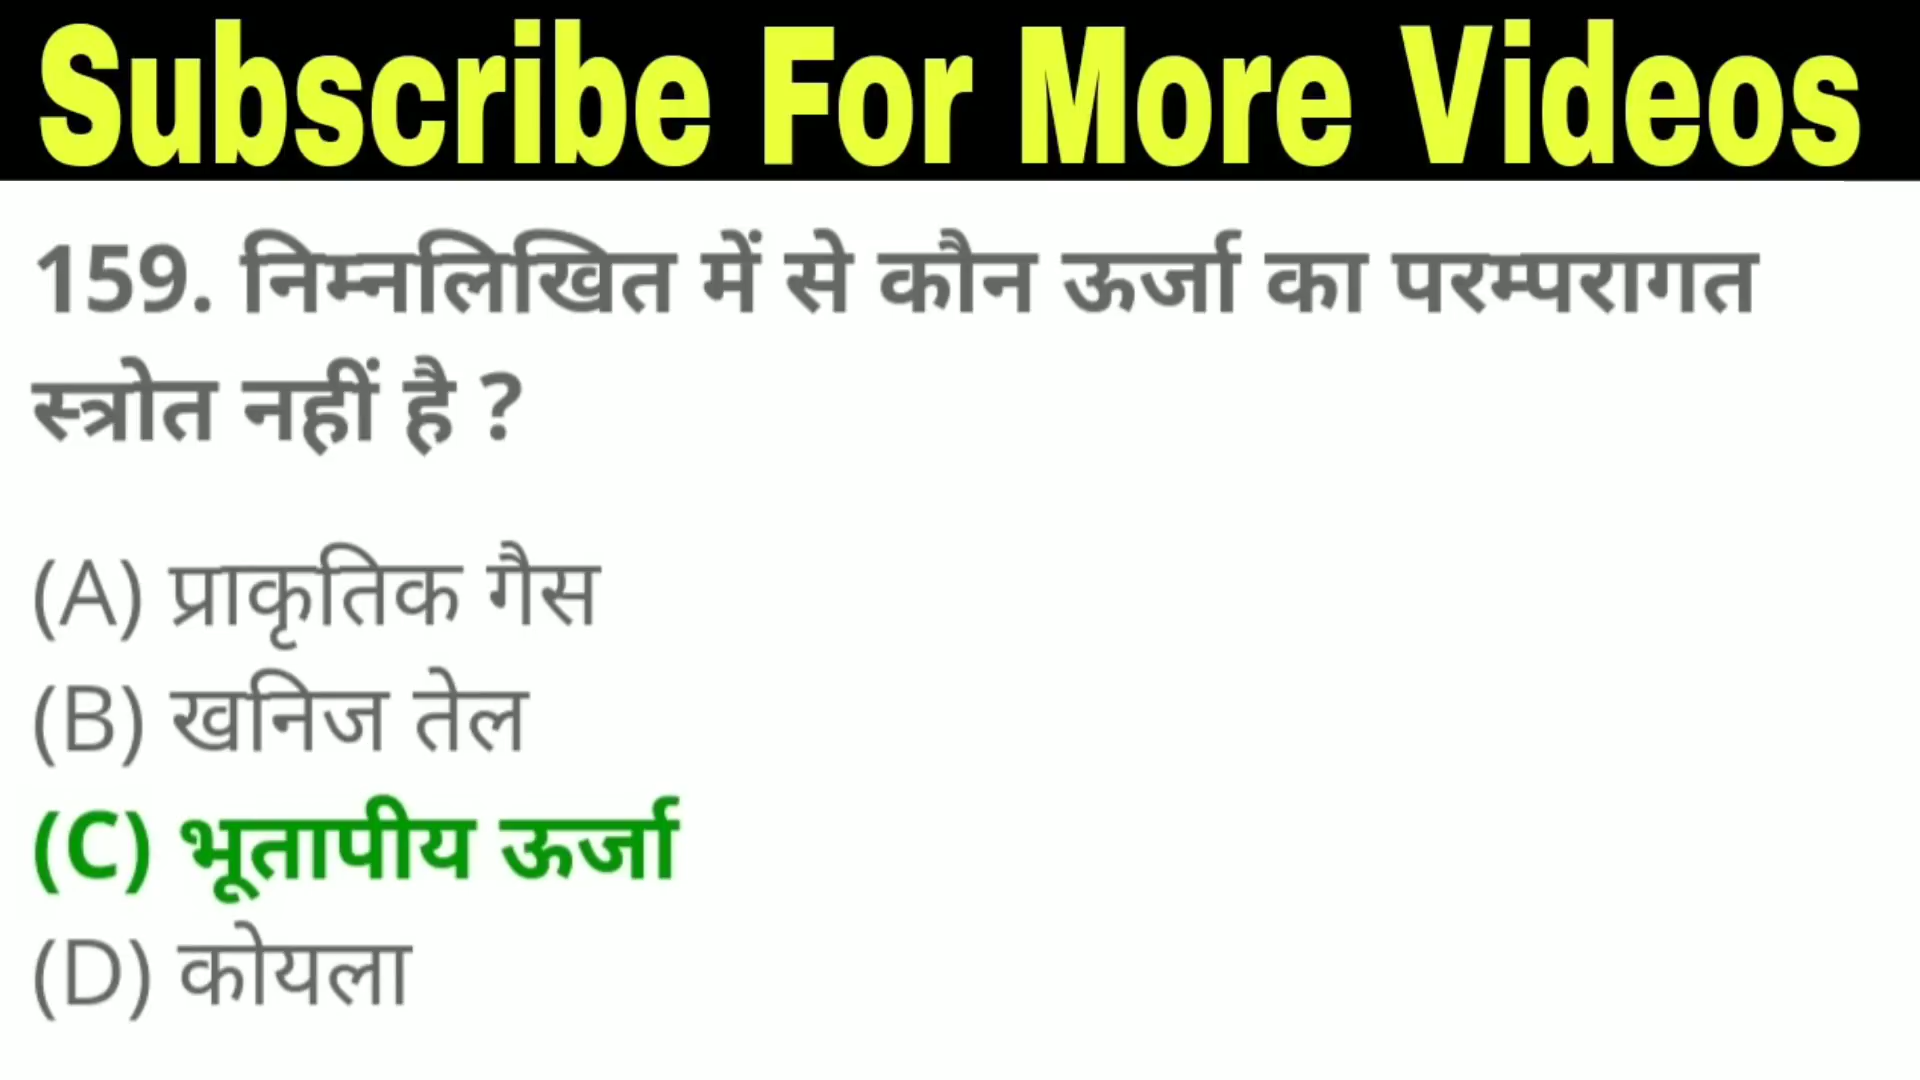 Subscribe For More Videos
159. निम्नलिखित में से कौन ऊर्जा का परम्परागत
स्त्रोत नहीं है ?
(A) प्राकृतिक गैस
(B) खनिज तेल
(C) भूतापीय ऊर्जा
(D) कोयला